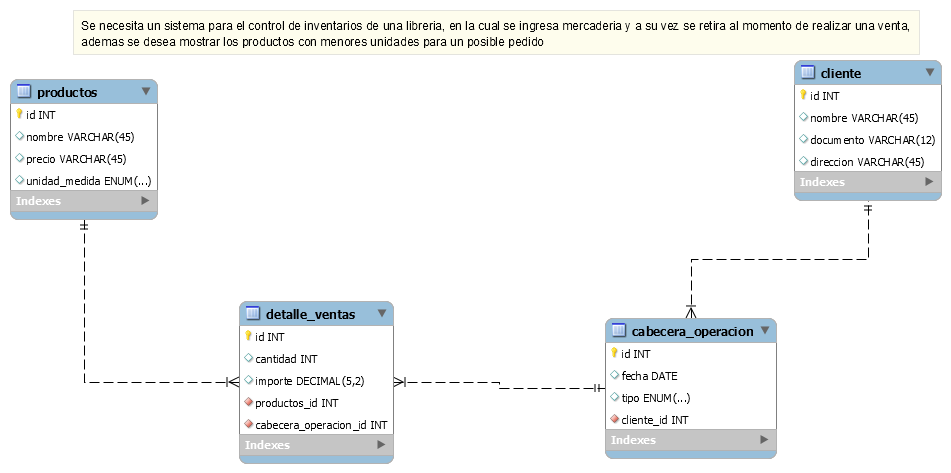 Se necesita un sistema para el control de inventarios de una libreria, en la cual se ingresa mercaderia y a su vez se retira al momento de realizar una venta,
ademas se desea mostrar los productos con menores unidades para un posible pedido
productos
id INT
nombre VARCHAR(45)
precio VARCHAR(45)
unidad_medida ENUM(...)
Indexes
cliente
id INT
nombre VARCHAR(45)
documento VARCHAR(12)
direccion VARCHAR(45)
Indexes
detalle_ventas
id INT
cantidad INT
importe DECIMAL(5,2)
productos_id INT
cabecera_operacion_id INT
Indexes
cabecera_operacion
id INT
fecha DATE
tipo ENUM(...)
cliente_id INT
Indexes